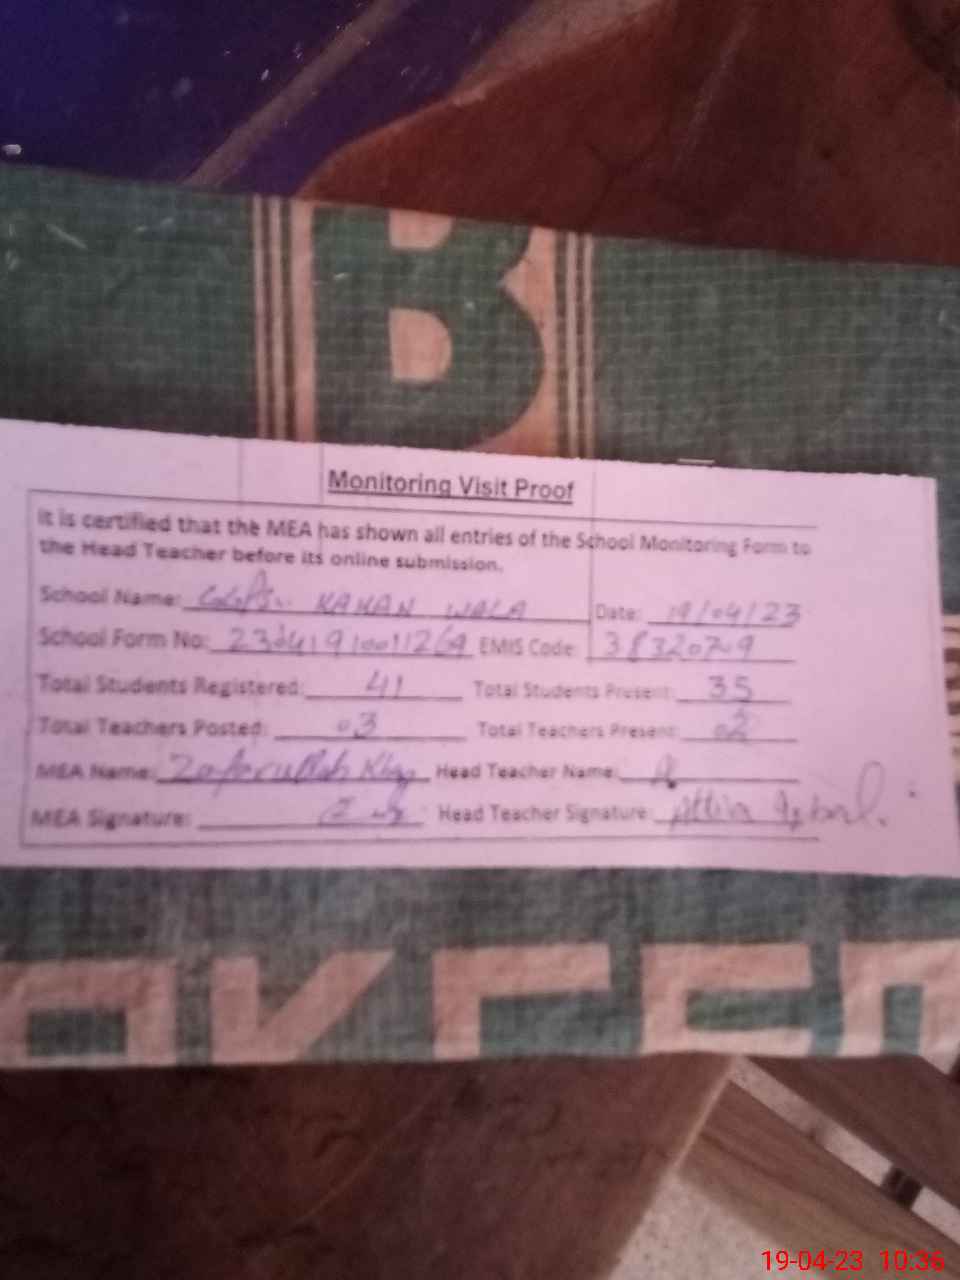 B
Monitoring Visit Proof
It is certified that the MEA has shown all entries of the School Monitoring Form to
the Head Teacher before its online submission.
School Name: KAHAN WALA Date: 19/04/23
School Form No: EMIS Code: 38320709
Total Students Registered: 41 Total Students Present: 35
Total Teachers Posted: 03 Total Teachers Present: 02
MEA Name: Zafarullah Khan Head Teacher Name:
MEA Signature: Head Teacher Signature:
19-04-23 10:36